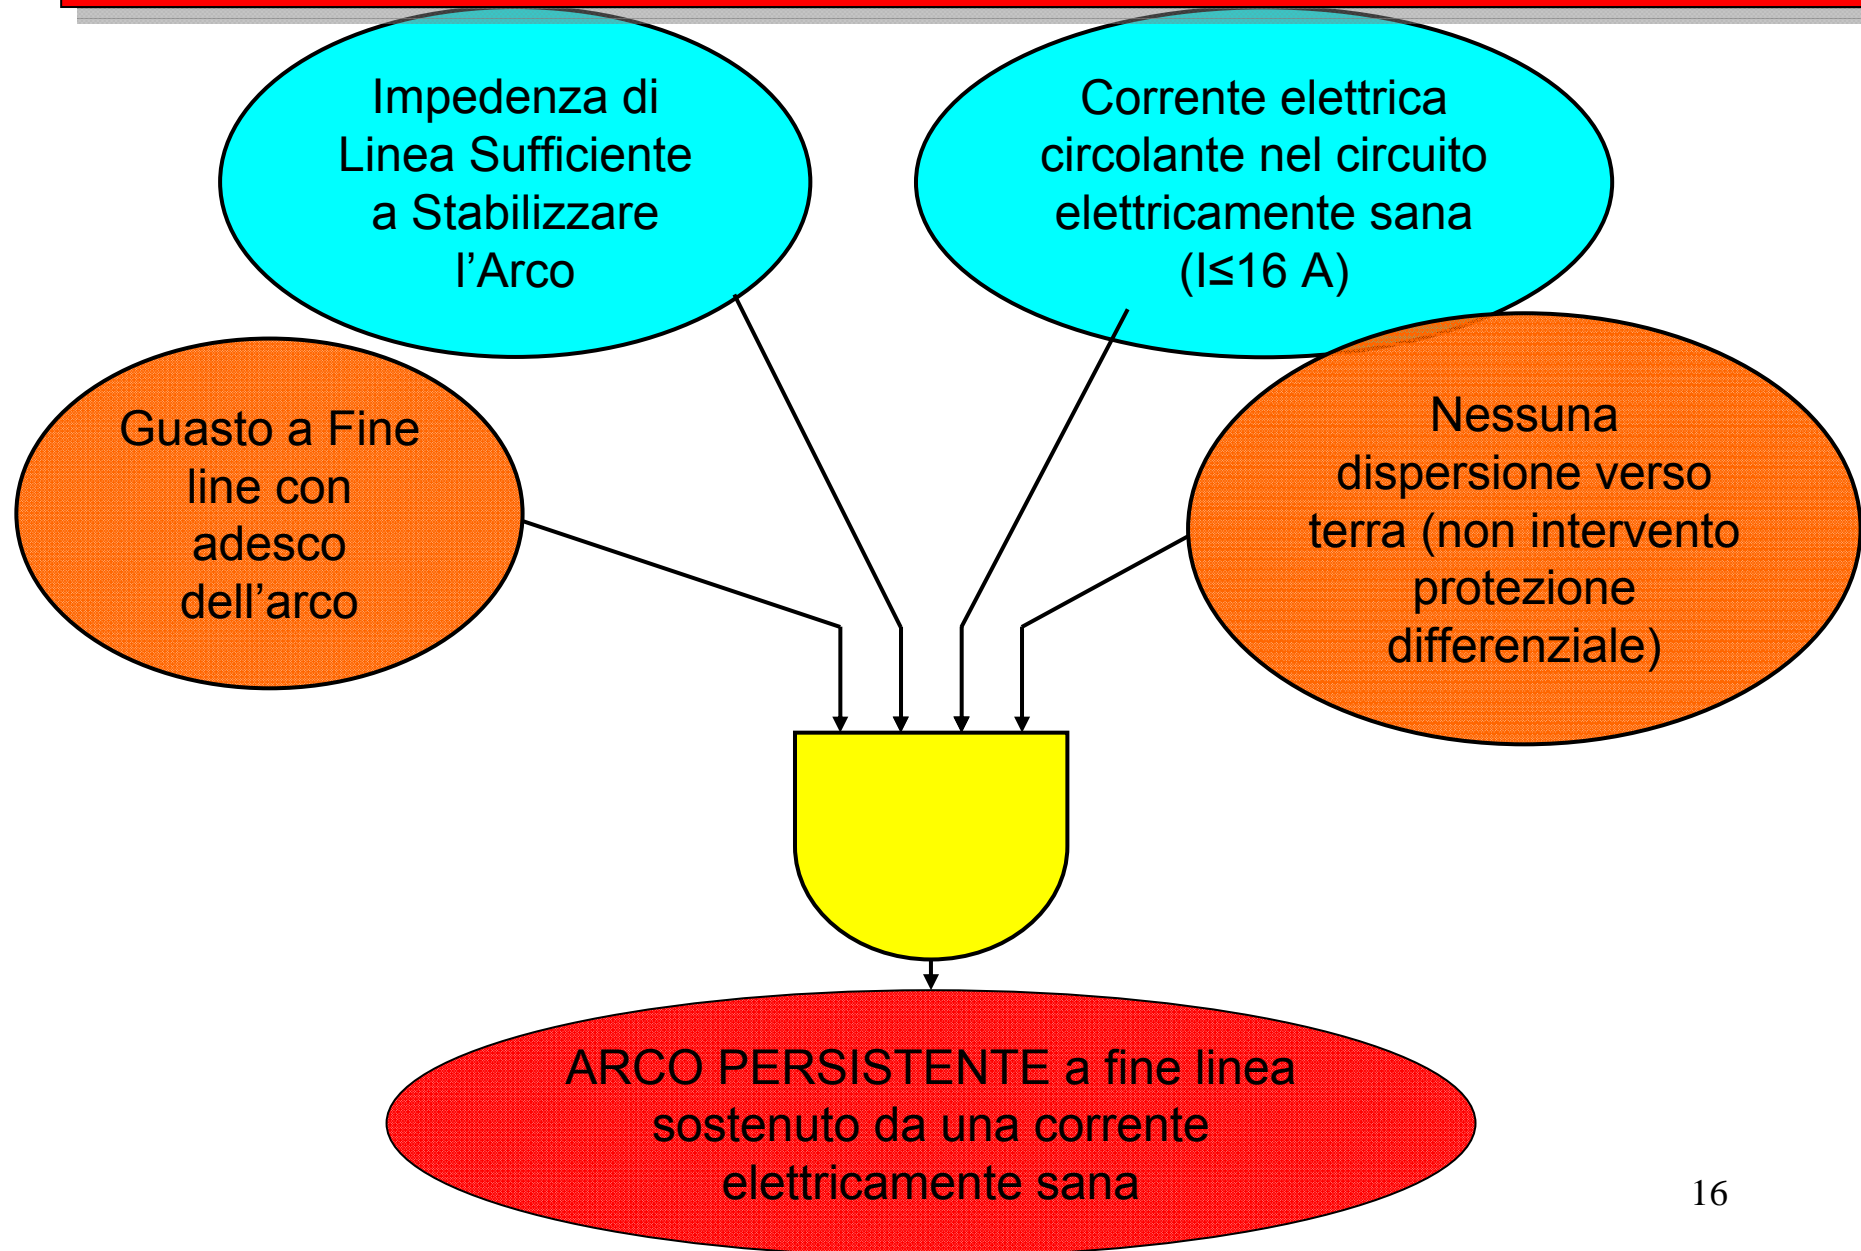 Impedenza di
Linea Sufficiente
a Stabilizzare
l’Arco
Corrente elettrica
circolante nel circuito
elettricamente sana
(I≤16 A)
Guasto a Fine
line con
adesco
dell’arco
Nessuna
dispersione verso
terra (non intervento
protezione
differenziale)
ARCO PERSISTENTE a fine linea
sostenuto da una corrente
elettricamente sana
16